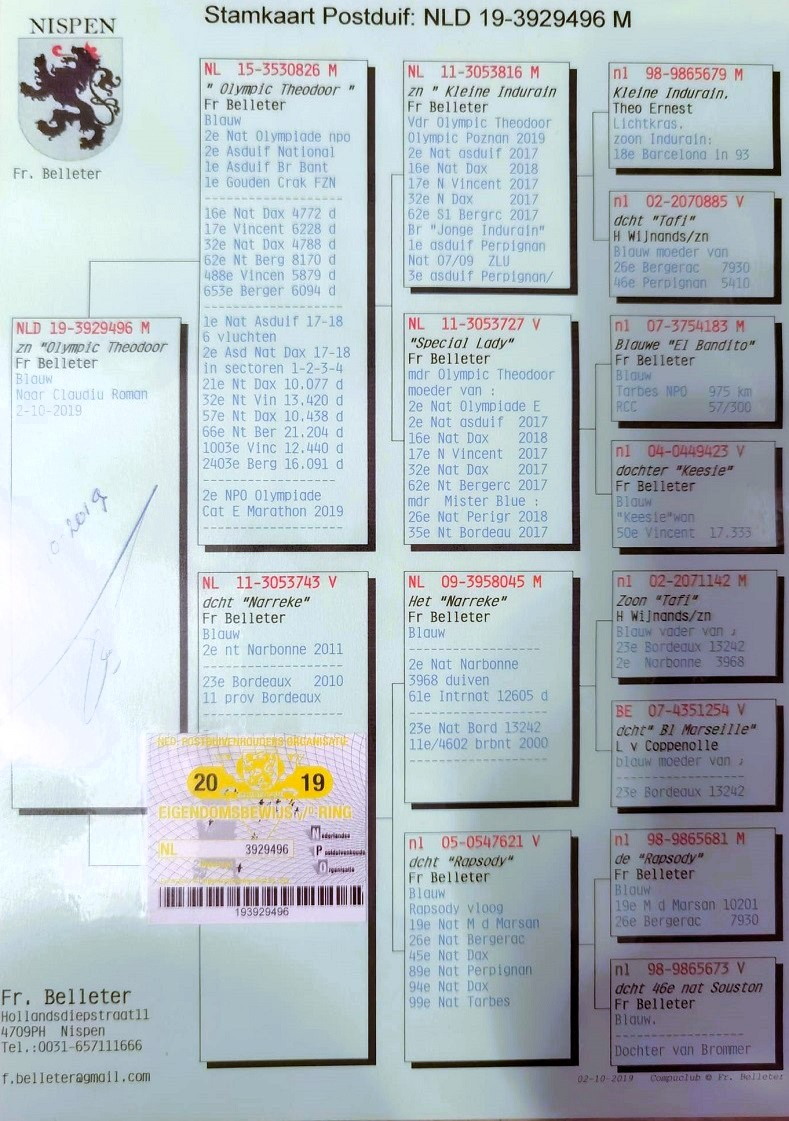 Stamkaart Postduif: NLD 19-3929496 M
NISPEN
Fr. Belleter
NLD 19-3929496 M
zn "Olympic Theodoor
Fr Belleter
Blauw
Naar Claudiu Roman
2-10-2019
NL 15-3530826 M
" Olympic Theodoor "
Fr Belleter
Blauw
2e Nat Olympiade npo
2e Asduif National
1e Asduif Br Bant
1e Gouden Crak FZN
--------------------
16e Nat Dax 4772 d
17e Vincent 6228 d
32e Nat Dax 4788 d
62e Nt Berg 8170 d
488e Vincen 5879 d
653e Berger 6094 d
--------------------
1e Nat Asduif 17-18
6 vluchten
2e Asd Nat Dax 17-18
in sectoren 1-2-3-4
21e Nt Dax 10.077 d
32e Nt Vin 13.420 d
57e Nt Dax 10.438 d
66e Nt Ber 21.204 d
1003e Vinc 12.440 d
2403e Berg 16.091 d
--------------------
2e NPO Olympiade
Cat E Marathon 2019
--------------------
NL 11-3053743 V
dcht "Narreke"
Fr Belleter
Blauw
2e nt Narbonne 2011
--------------------
23e Bordeaux 2010
11 prov Bordeaux
--------------------
NL 11-3053816 M
zn " Kleine Indurain
Fr Belleter
Vdr Olympic Theodoor
Olympic Poznan 2019
2e Nat asduif 2017
16e Nat Dax 2018
17e N Vincent 2017
32e N Dax 2017
62e S1 Bergrc 2017
Br "Jonge Indurain"
1e asduif Perpignan
Nat 07/09 ZLU
3e asduif Perpignan/
NL 11-3053727 V
"Special Lady"
Fr Belleter
mdr Olympic Theodoor
moeder van :
2e Nat Olympiade E
2e Nat asduif 2017
16e Nat Dax 2018
17e N Vincent 2017
32e Nat Dax 2017
62e Nt Bergerc 2017
mdr Mister Blue :
26e Nat Perigr 2018
35e Nt Bordeau 2017
NL 09-3958045 M
Het "Narreke"
Fr Belleter
Blauw
--------------------
2e Nat Narbonne
3968 duiven
61e Intrnat 12605 d
--------------------
23e Nat Bord 13242
11e/4602 brbnt 2000
--------------------
nl 05-0547621 V
dcht "Rapsody"
Fr Belleter
Blauw
Rapsody vloog
19e Nat M d Marsan
26e Nat Bergerac
45e Nat Dax
89e Nat Perpignan
94e Nat Dax
99e Nat Tarbes
nl 98-9865679 M
Kleine Indurain.
Theo Ernest
Lichtkras.
zoon Indurain:
18e Barcelona in 93
nl 02-2070885 V
dcht "Tafi"
H Wijnands/zn
Blauw moeder van
26e Bergerac 7930
46e Perpignan 5410
nl 07-3754183 M
Blauwe "El Bandito"
Fr Belleter
Blauw
Tarbes NPO 975 km
RCC 57/300
nl 04-0449423 V
dochter "Keesie"
Fr Belleter
Blauw
"Keesie"wan
50e Vincent 17.333
nl 02-2071142 M
Zoon "Tafi"
H Wijnands/zn
Blauw vader van ;
23e Bordeaux 13242
2e Narbonne 3968
BE 07-4351254 V
dcht" Bl Marseille"
L v Coppenolle
blauw moeder van ;
--------------------
23e Bordeaux 13242
nl 98-9865681 M
de "Rapsody"
Fr Belleter
Blauw
19e M d Marsan 10201
26e Bergerac 7930
nl 98-9865673 V
dcht 46e nat Souston
Fr Belleter
Blauw.
--------------------
Dochter van Brommer
NED. POSTDUIVENHOUDERS ORGANISATIE
20 19
EIGENDOMSBEWIJS v/d RING
NL 3929496
Nederlandse
Postduivenhouders
Organisatie
193929496
Fr. Belleter
Hollandsdiepstraat11
4709PH Nispen
Tel.:0031-657111666
f.belleter@gmail.com
02-10-2019 Compuclub © Fr. Belleter